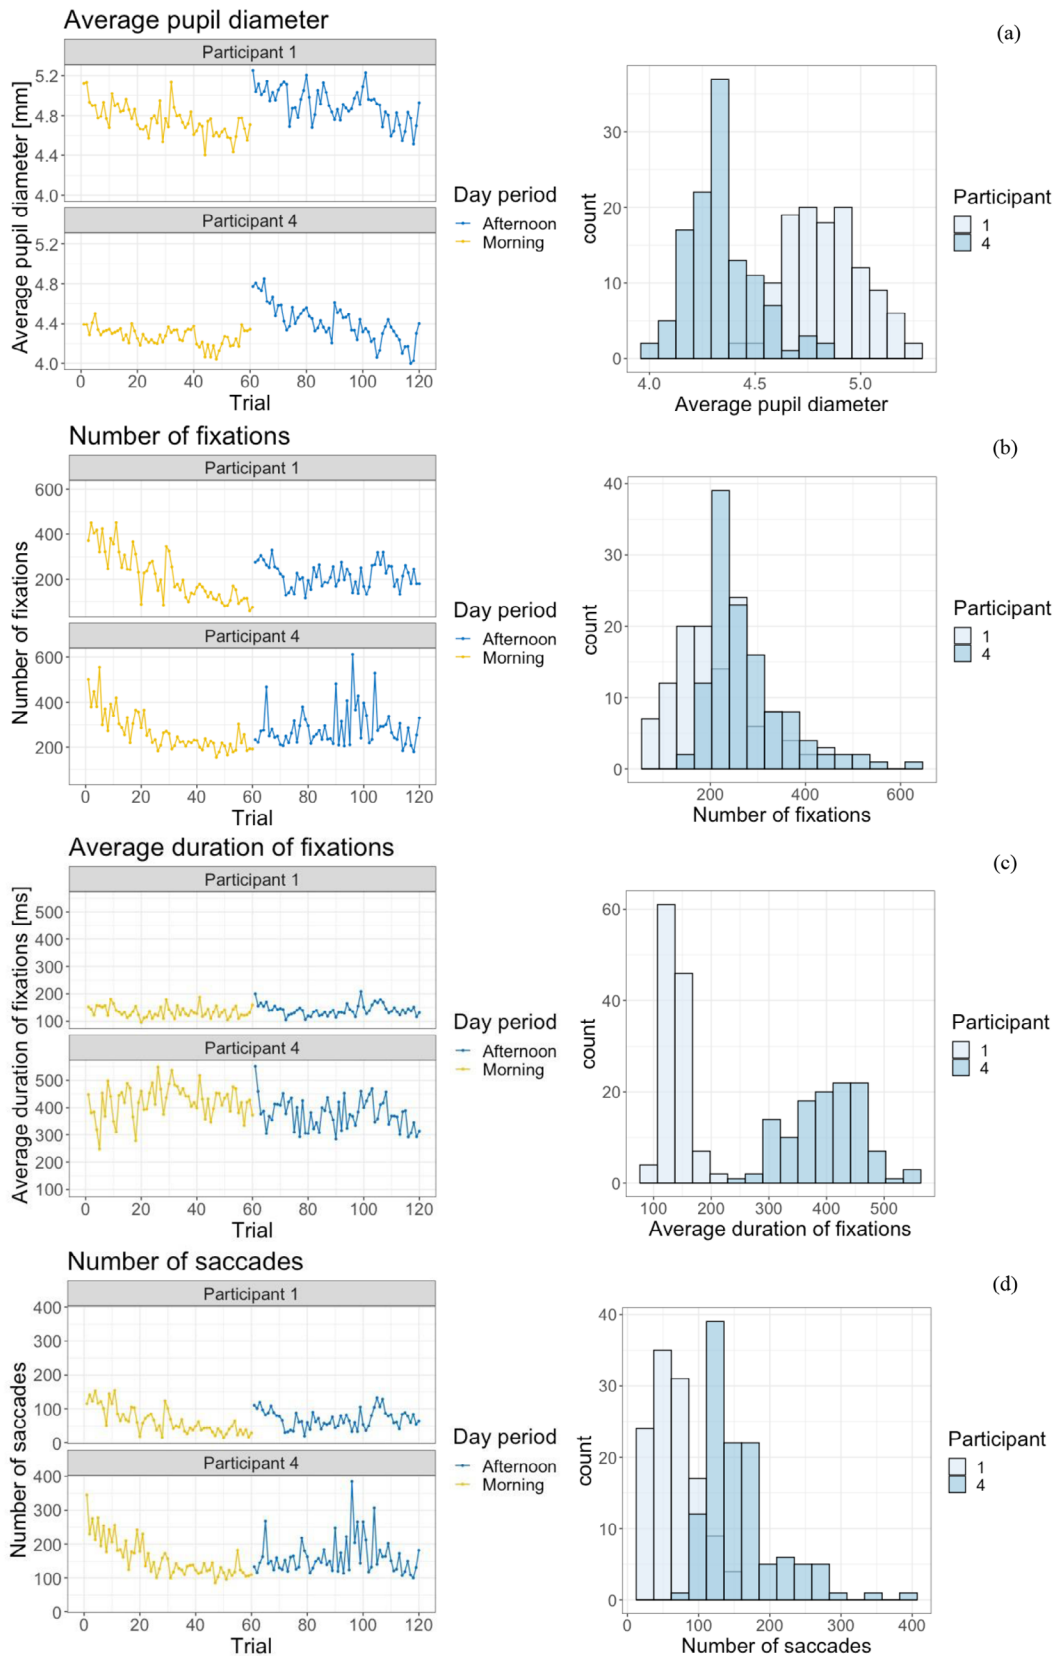 Average pupil diameter
(a)
Participant 1
5.2
4.8
4.4
4.0
Participant 4
5.2
4.8
4.4
4.0
0 20 40 60 80 100 120
Trial
Average pupil diameter [mm]
Day period
Afternoon
Morning
30
20
10
0
count
4.0 4.5 5.0
Average pupil diameter
Participant
1
4
Number of fixations
(b)
Participant 1
600
400
200
Participant 4
600
400
200
0 20 40 60 80 100 120
Trial
Number of fixations
Day period
Afternoon
Morning
40
30
20
10
0
count
200 400 600
Number of fixations
Participant
1
4
Average duration of fixations
(c)
Participant 1
500
400
300
200
100
Participant 4
500
400
300
200
100
0 20 40 60 80 100 120
Trial
Average duration of fixations [ms]
Day period
Afternoon
Morning
60
40
20
0
count
100 200 300 400 500
Average duration of fixations
Participant
1
4
Number of saccades
(d)
Participant 1
400
300
200
100
0
Participant 4
400
300
200
100
0
0 20 40 60 80 100 120
Trial
Number of saccades
Day period
Afternoon
Morning
40
30
20
10
0
count
0 100 200 300 400
Number of saccades
Participant
1
4